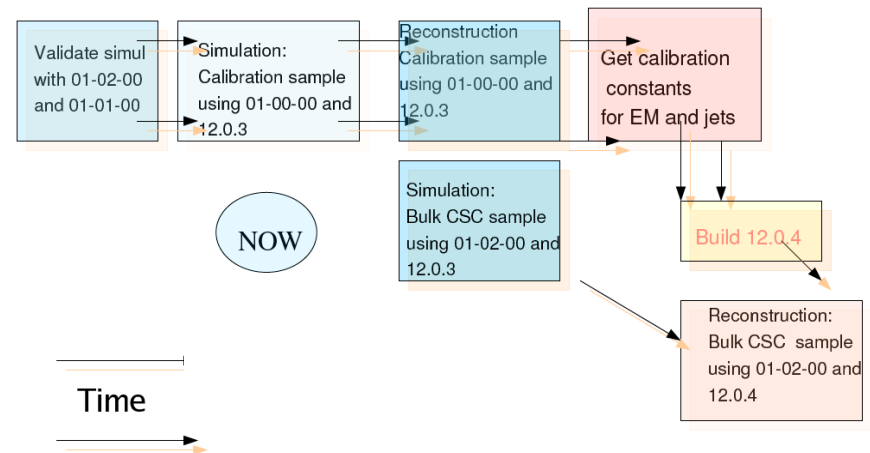 Validate simul
with 01-02-00
and 01-01-00
Simulation:
Calibration sample
using 01-00-00 and
12.0.3
Reconstruction
Calibration sample
using 01-00-00 and
12.0.3
Get calibration
constants
for EM and jets
Simulation:
Bulk CSC sample
using 01-02-00 and
12.0.3
NOW
Build 12.0.4
Reconstruction:
Bulk CSC sample
using 01-02-00 and
12.0.4
Time